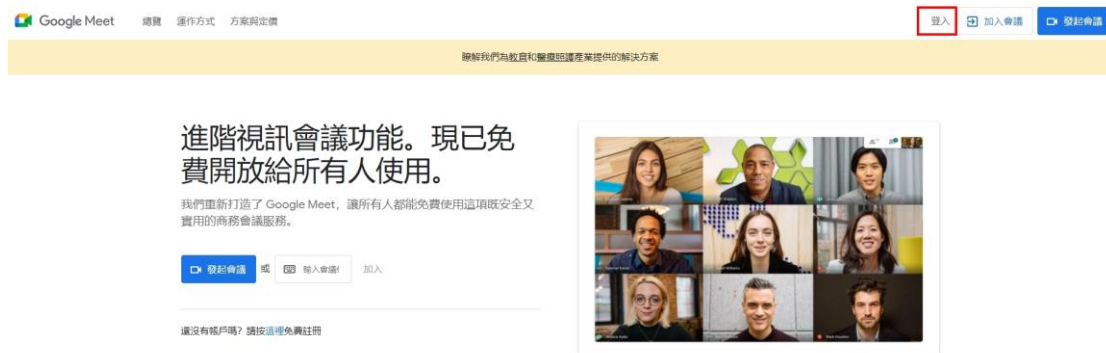 Google Meet 總覽 運作方式 方案與定價 登入 加入會議 發起會議
瞭解我們為教育和醫療照護產業提供的解決方案
進階視訊會議功能。現已免
費開放給所有人使用。
我們重新打造了 Google Meet，讓所有人都能免費使用這項既安全又
實用的商務會議服務。
發起會議 或 輸入會議 加入
還沒有帳戶嗎？請按這裡免費註冊